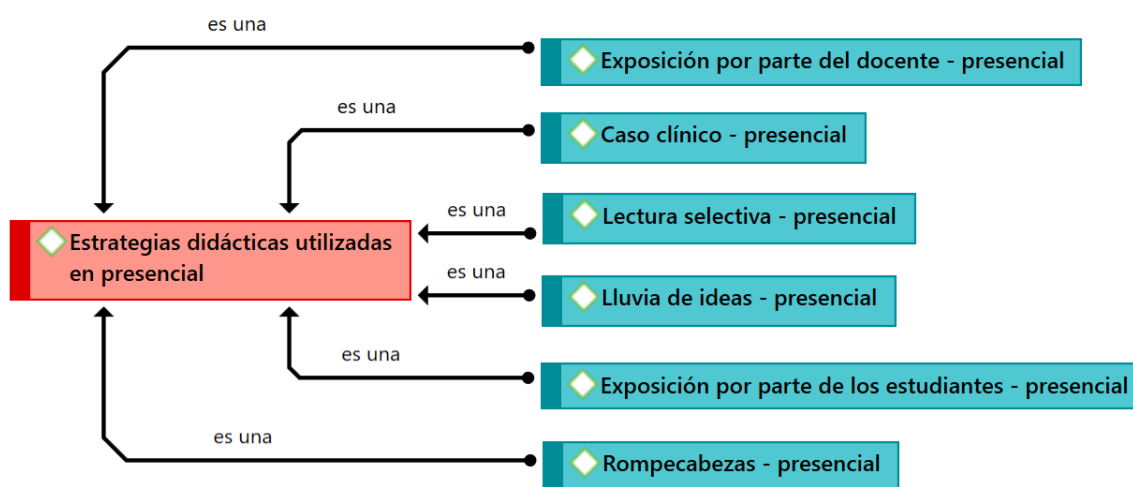 es una
Exposición por parte del docente - presencial
es una
Caso clínico - presencial
es una
Lectura selectiva - presencial
Estrategias didácticas utilizadas
en presencial
es una
Lluvia de ideas - presencial
es una
Exposición por parte de los estudiantes - presencial
es una
Rompecabezas - presencial